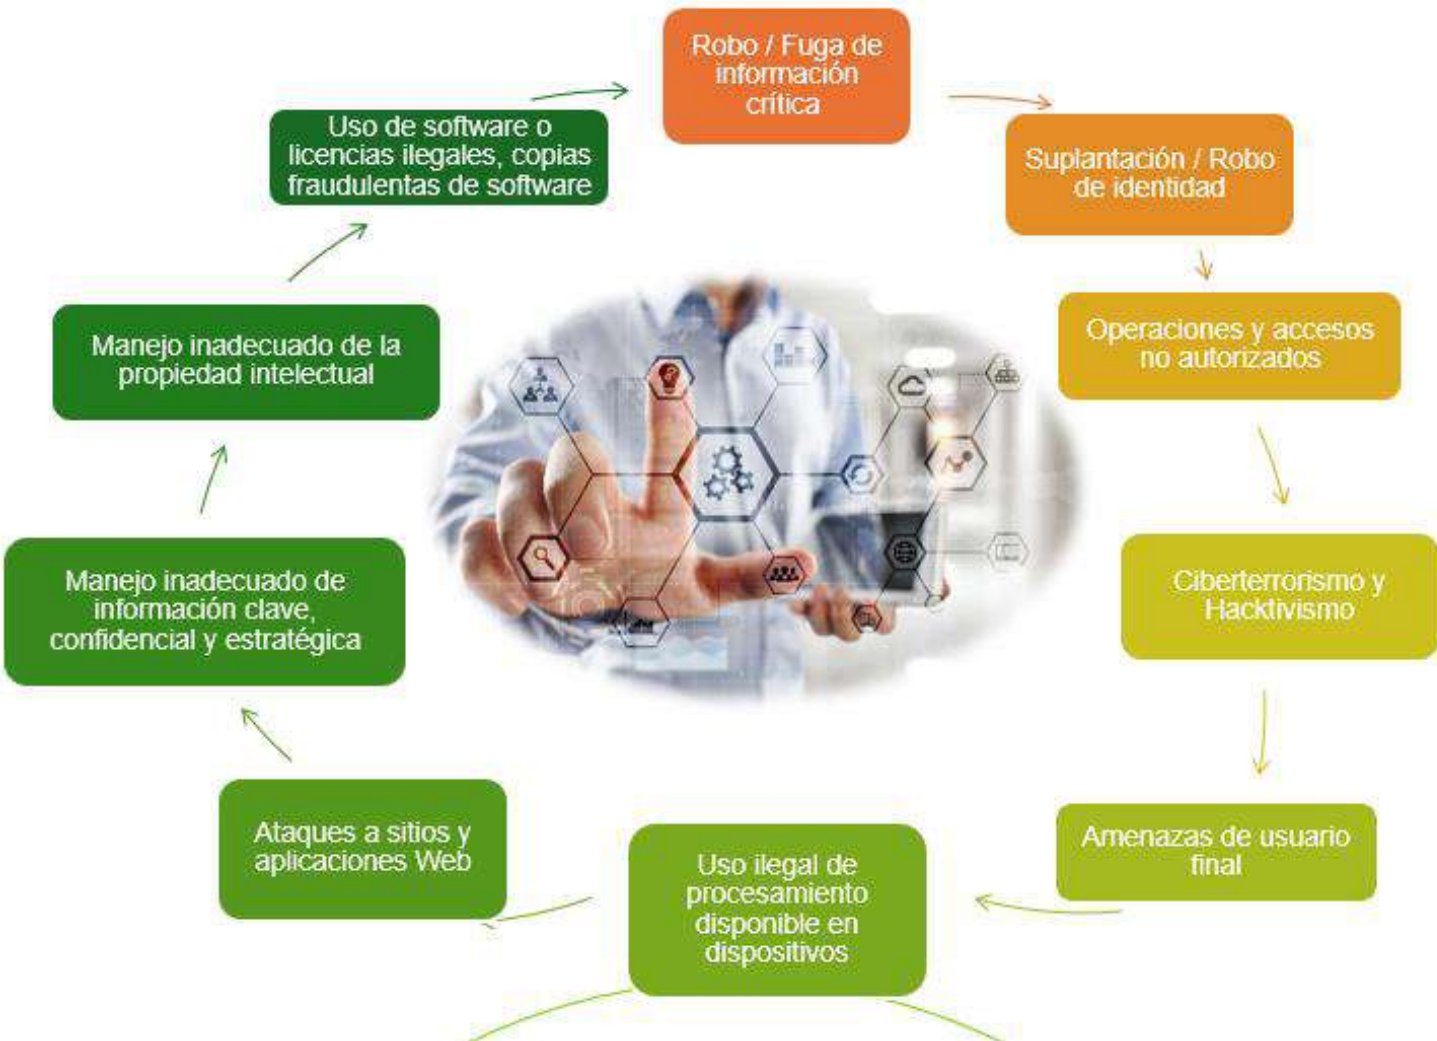 Robo / Fuga de
información
crítica
Suplantación / Robo
de identidad
Operaciones y accesos
no autorizados
Ciberterrorismo y
Hacktivismo
Amenazas de usuario
final
Uso ilegal de
procesamiento
disponible en
dispositivos
Ataques a sitios y
aplicaciones Web
Manejo inadecuado de
información clave,
confidencial y estratégica
Manejo inadecuado de la
propiedad intelectual
Uso de software o
licencias ilegales, copias
fraudulentas de software